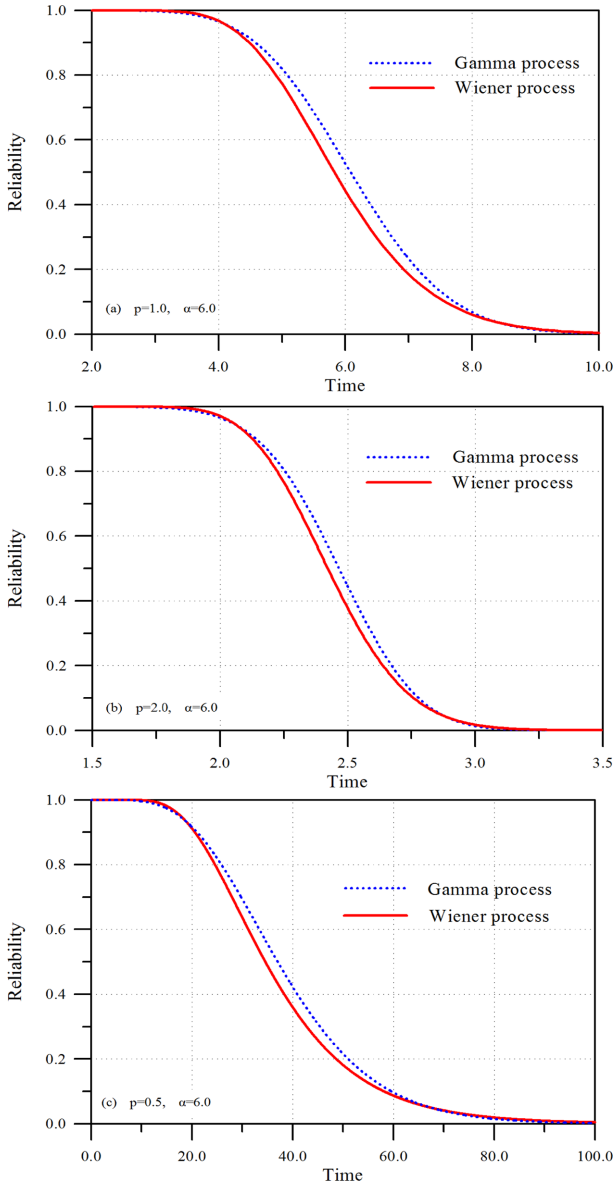 1.0
0.8
0.6
0.4
0.2
0.0
Reliability
Gamma process
Wiener process
(a) p=1.0, α=6.0
2.0 4.0 6.0 8.0 10.0
Time
1.0
0.8
0.6
0.4
0.2
0.0
Reliability
Gamma process
Wiener process
(b) p=2.0, α=6.0
1.5 2.0 2.5 3.0 3.5
Time
1.0
0.8
0.6
0.4
0.2
0.0
Reliability
Gamma process
Wiener process
(c) p=0.5, α=6.0
0.0 20.0 40.0 60.0 80.0 100.0
Time